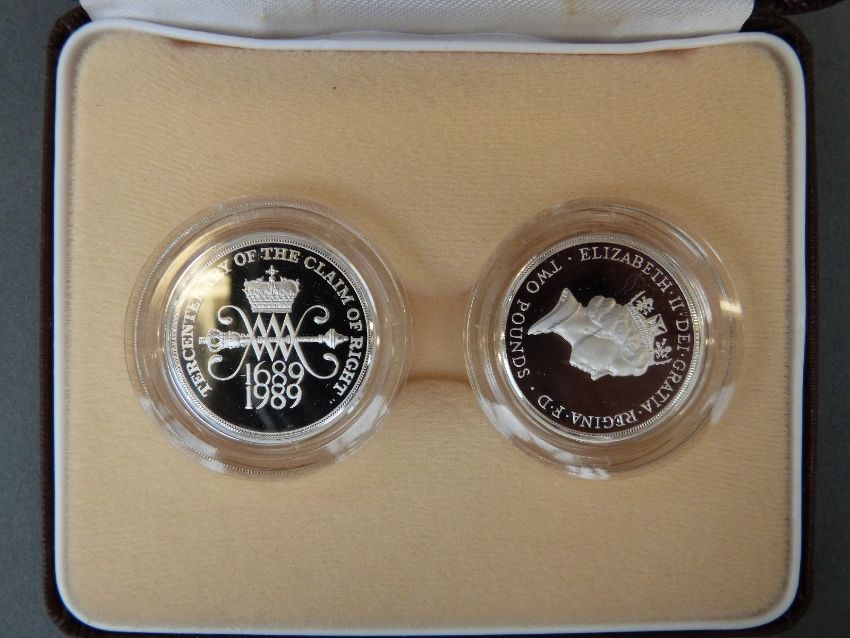 TERCENTENARY OF THE CLAIM OF RIGHT
1689
1989
ELIZABETH·II·DEI·GRATIA·REGINA·F·D·
TWO POUNDS·